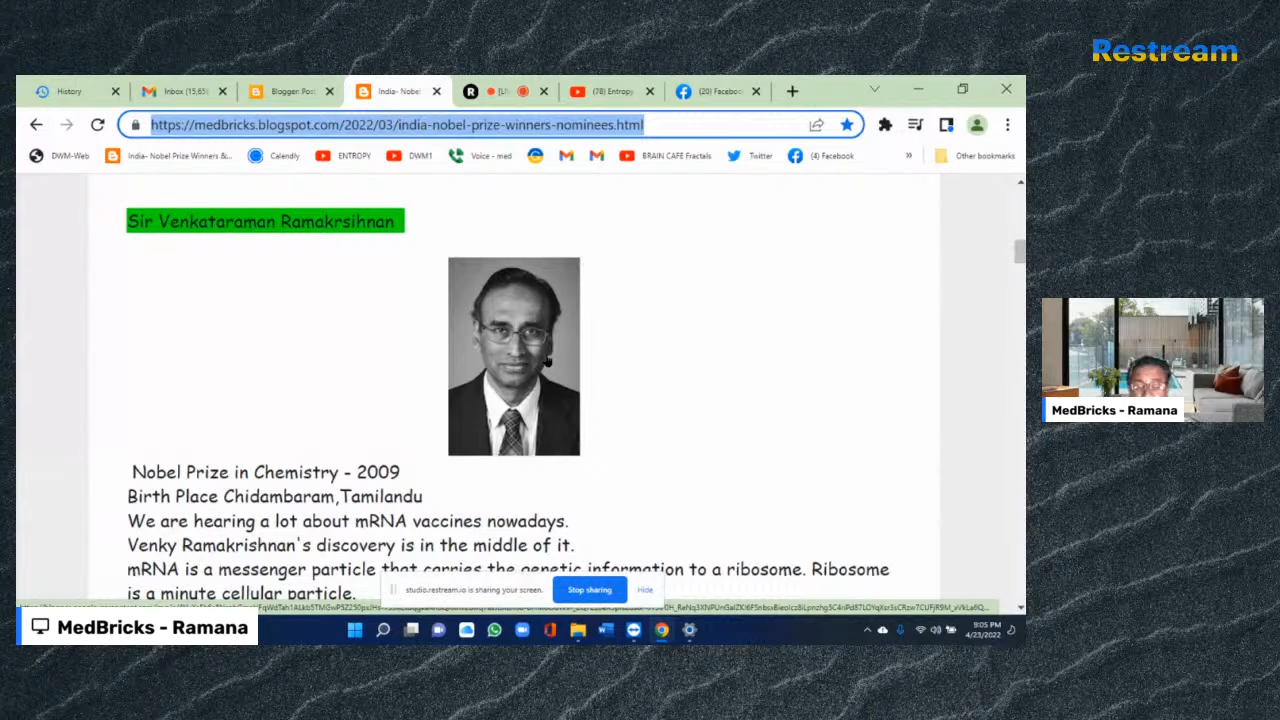 Restream
History
Inbox (15,65
Blogger: Pos
India- Nobel
(78) Entropy
(20) Faceboo
https://medbricks.blogspot.com/2022/03/india-nobel-prize-winners-nominees.html
DWM-Web
India- Nobel Prize Winners &...
Calendly
ENTROPY
DWM1
Voice - med
BRAIN CAFE Fractals
Twitter
(4) Facebook
»
Other bookmarks
Sir Venkataraman Ramakrsihnan
MedBricks - Ramana
Nobel Prize in Chemistry - 2009
Birth Place Chidambaram,Tamilandu
We are hearing a lot about mRNA vaccines nowadays.
Venky Ramakrishnan's discovery is in the middle of it.
mRNA is a messenger particle that carries the genetic information to a ribosome. Ribosome
is a minute cellular particle.
studio.restream.io is sharing your screen.
Stop sharing
Hide
MedBricks - Ramana
9:05 PM
4/23/2022